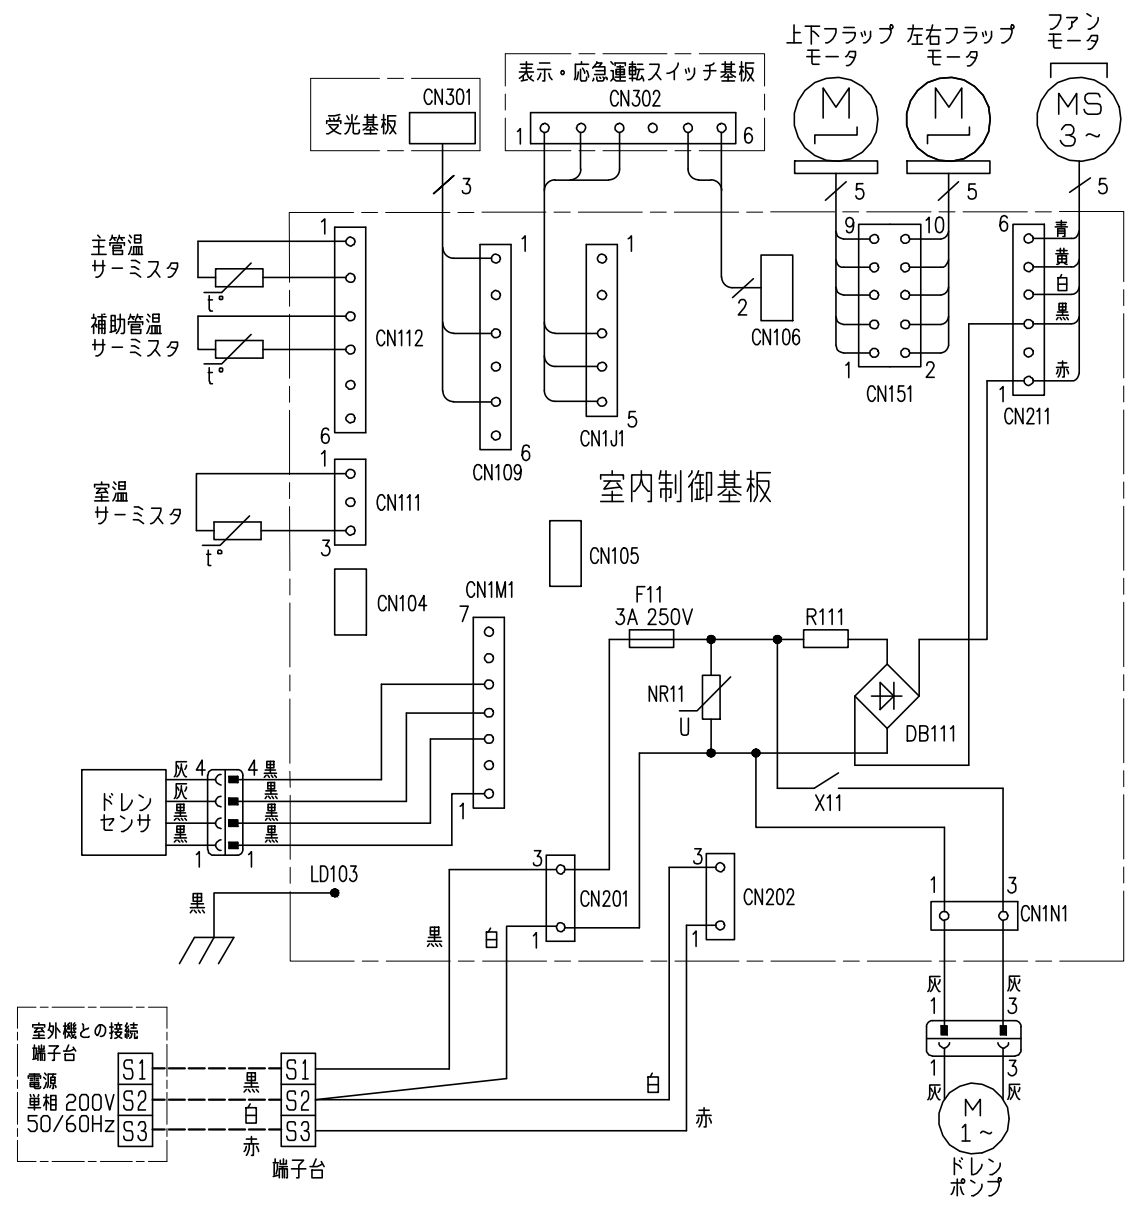 上下フラップ
モータ
左右フラップ
モータ
ファン
モータ
M
M
MS
3～
表示・応急運転スイッチ基板
CN302
1
6
CN301
受光基板
3
5
5
5
主管温
サーミスタ
t°
補助管温
サーミスタ
t°
1
CN112
6
1
CN109
6
1
CN1J1
5
2
CN106
9
10
1
2
CN151
6
青
黄
白
黒
赤
1
CN211
室温
サーミスタ
t°
1
CN111
3
CN104
室内制御基板
CN105
CN1M1
7
1
F11
3A 250V
R111
NR11
U
DB111
X11
ドレン
センサ
灰 4
4 黒
灰
黒
黒
黒
黒
1
1
黒
LD103
黒
3
CN201
1
白
黒
3
CN202
1
1
3
CN1N1
灰
灰
1
3
1
3
灰
灰
M
1～
ドレン
ポンプ
室外機との接続
端子台
電源
単相 200V
50/60Hz
S1
S2
S3
黒
白
赤
S1
S2
S3
端子台
白
赤